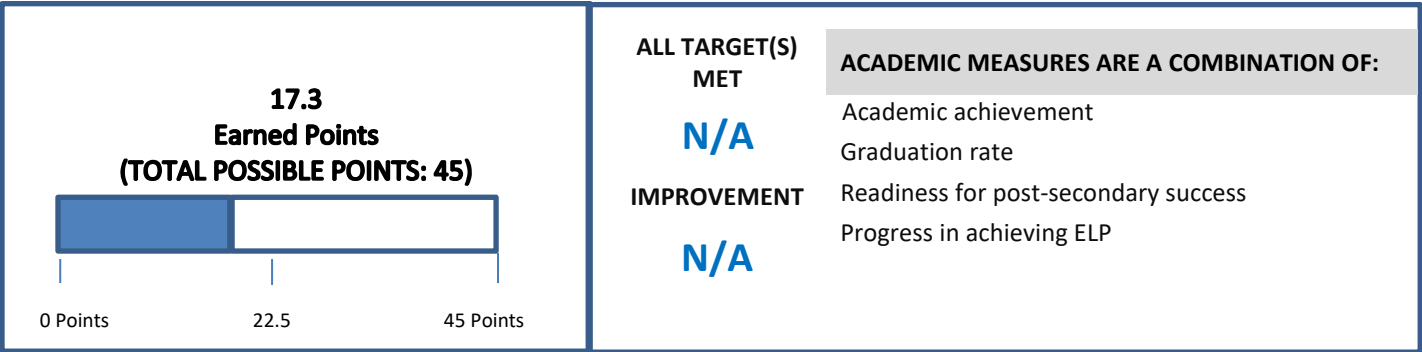 17.3
Earned Points
(TOTAL POSSIBLE POINTS: 45)
0 Points
22.5
45 Points
ALL TARGET(S)
MET
N/A
IMPROVEMENT
N/A
ACADEMIC MEASURES ARE A COMBINATION OF:
Academic achievement
Graduation rate
Readiness for post-secondary success
Progress in achieving ELP